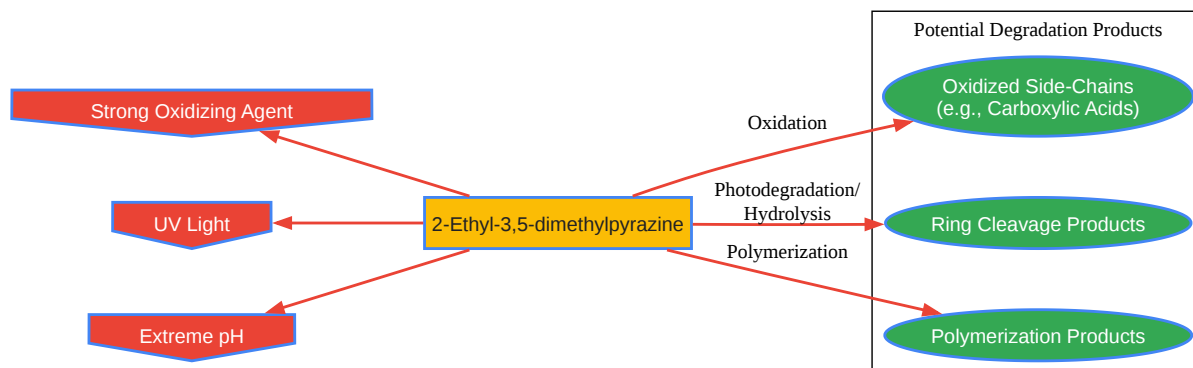 Potential Degradation Products
Strong Oxidizing Agent
UV Light
Extreme pH
2-Ethyl-3,5-dimethylpyrazine
Oxidation
Photodegradation/
Hydrolysis
Polymerization
Oxidized Side-Chains
(e.g., Carboxylic Acids)
Ring Cleavage Products
Polymerization Products